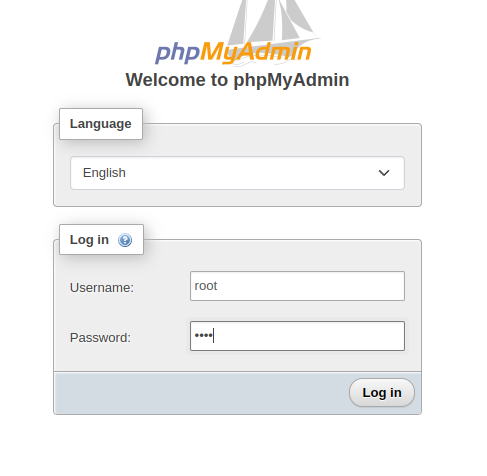 phpMyAdmin
Welcome to phpMyAdmin
Language
English
Log in
Username:
root
Password:
••••
Log in